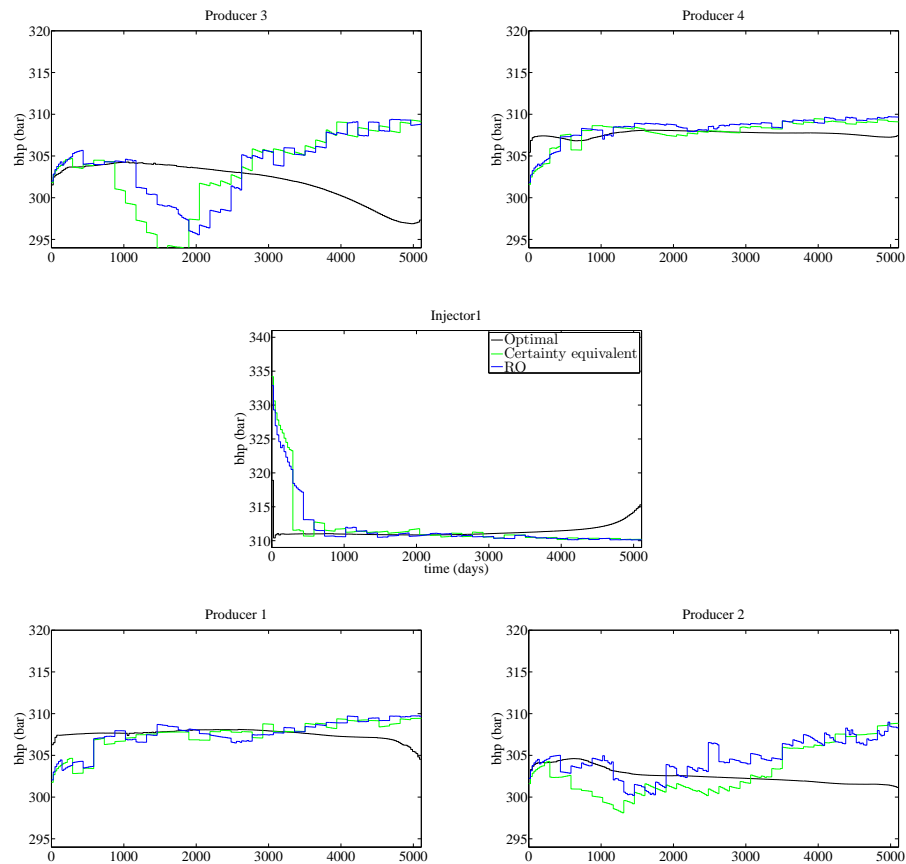 Producer 3
320
315
310
305
300
295
bhp (bar)
0 1000 2000 3000 4000 5000
Producer 4
320
315
310
305
300
295
bhp (bar)
0 1000 2000 3000 4000 5000
Injector1
340
335
330
325
320
315
310
bhp (bar)
Optimal
Certainty equivalent
RO
0 1000 2000 3000 4000 5000
time (days)
Producer 1
320
315
310
305
300
295
bhp (bar)
0 1000 2000 3000 4000 5000
Producer 2
320
315
310
305
300
295
bhp (bar)
0 1000 2000 3000 4000 5000